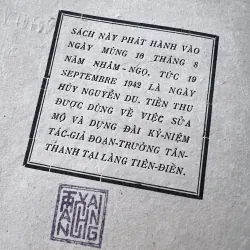 SÁCH NÀY PHÁT HÀNH VÀO
NGÀY MÙNG 10 THÁNG 8
NĂM NHÂM-NGỌ, TỨC 19
SEPTEMBRE 1942 LÀ NGÀY
HÚY NGUYỄN DU. TIỀN THU
ĐƯỢC DÙNG VỀ VIỆC SỬA
MỘ VÀ DỰNG ĐÀI KỶ-NIỆM
TÁC-GIẢ ĐOẠN-TRƯỜNG TÂN-
THANH TẠI LÀNG TIÊN-ĐIỀN.